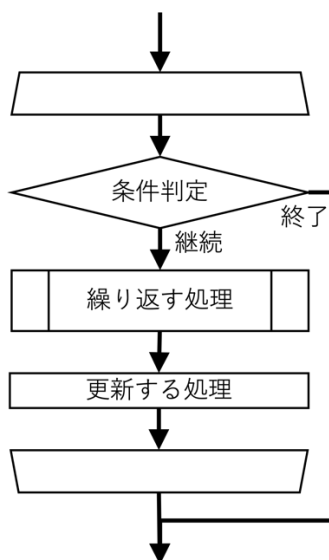 条件判定
終了
継続
繰り返す処理
更新する処理